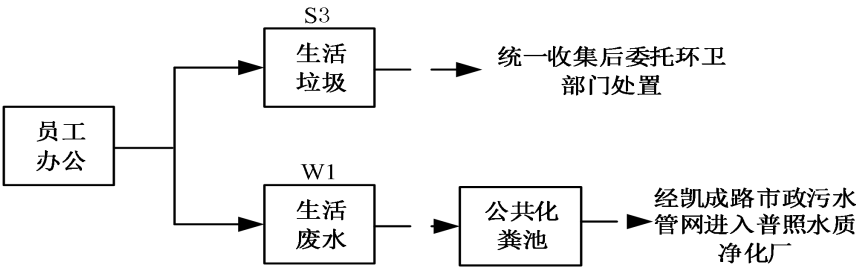 S3
生活
垃圾
统一收集后委托环卫
部门处置
员工
办公
W1
生活
废水
公共化
粪池
经凯成路市政污水
管网进入普照水质
净化厂